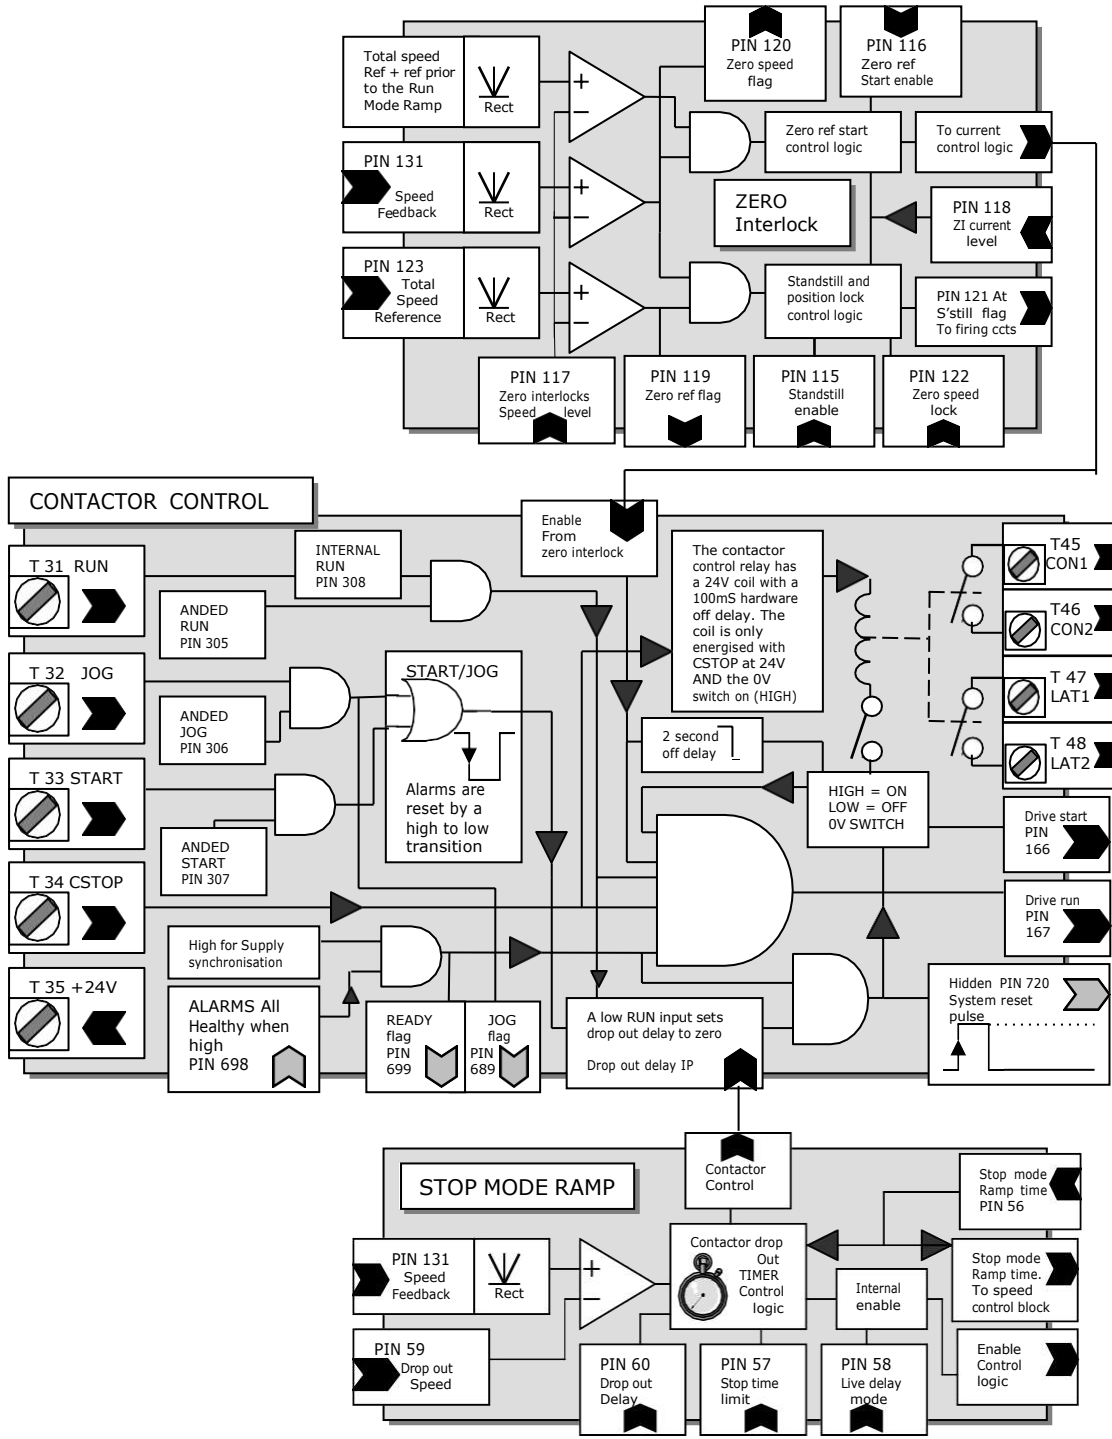 Total speed
Ref + ref prior
to the Run
Mode Ramp
Rect
+
−
PIN 120
Zero speed
flag
PIN 116
Zero ref
Start enable
PIN 131
Speed
Feedback
Rect
+
−
Zero ref start
control logic
To current
control logic
ZERO
Interlock
PIN 118
ZI current
level
PIN 123
Total
Speed
Reference
Rect
+
−
Standstill and
position lock
control logic
PIN 121 At
S'still flag
To firing ccts
PIN 117
Zero interlocks
Speed level
PIN 119
Zero ref flag
PIN 115
Standstill
enable
PIN 122
Zero speed
lock
CONTACTOR CONTROL
Enable
From
zero interlock
T 31 RUN
INTERNAL
RUN
PIN 308
ANDED
RUN
PIN 305
The contactor
control relay has
a 24V coil with a
100mS hardware
off delay. The
coil is only
energised with
CSTOP at 24V
AND the 0V
switch on (HIGH)
T45
CON1
T46
CON2
T 47
LAT1
T 48
LAT2
T 32 JOG
ANDED
JOG
PIN 306
START/JOG
Alarms are
reset by a
high to low
transition
2 second
off delay
HIGH = ON
LOW = OFF
0V SWITCH
T 33 START
ANDED
START
PIN 307
Drive start
PIN
166
T 34 CSTOP
Drive run
PIN
167
High for Supply
synchronisation
T 35 +24V
ALARMS All
Healthy when
high
PIN 698
READY
flag
PIN
699
JOG
flag
PIN
689
A low RUN input sets
drop out delay to zero
Drop out delay IP
Hidden PIN 720
System reset
pulse
STOP MODE RAMP
Contactor
Control
Stop mode
Ramp time
PIN 56
PIN 131
Speed
Feedback
Rect
+
−
Contactor drop
Out
TIMER
Control
logic
Internal
enable
Stop mode
Ramp time.
To speed
control block
PIN 59
Drop out
Speed
PIN 60
Drop out
Delay
PIN 57
Stop time
limit
PIN 58
Live delay
mode
Enable
Control
logic